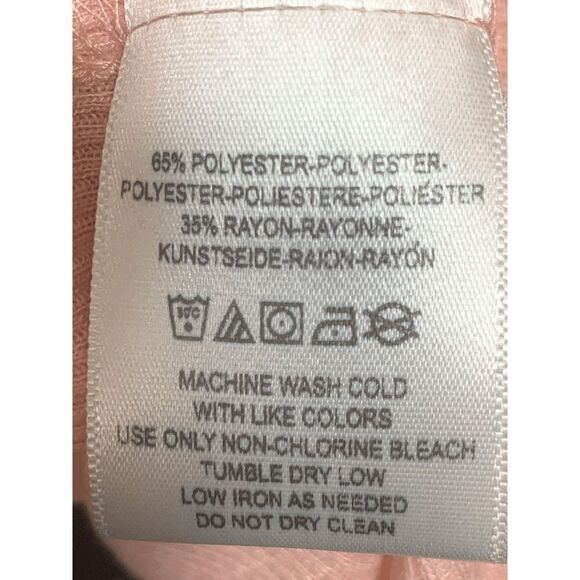 65% POLYESTER-POLYESTER-
POLYESTER-POLIESTERE-POLIÉSTER
35% RAYON-RAYONNE-
KUNSTSEIDE-RAION-RAYÓN
30C
MACHINE WASH COLD
WITH LIKE COLORS
USE ONLY NON-CHLORINE BLEACH
TUMBLE DRY LOW
LOW IRON AS NEEDED
DO NOT DRY CLEAN